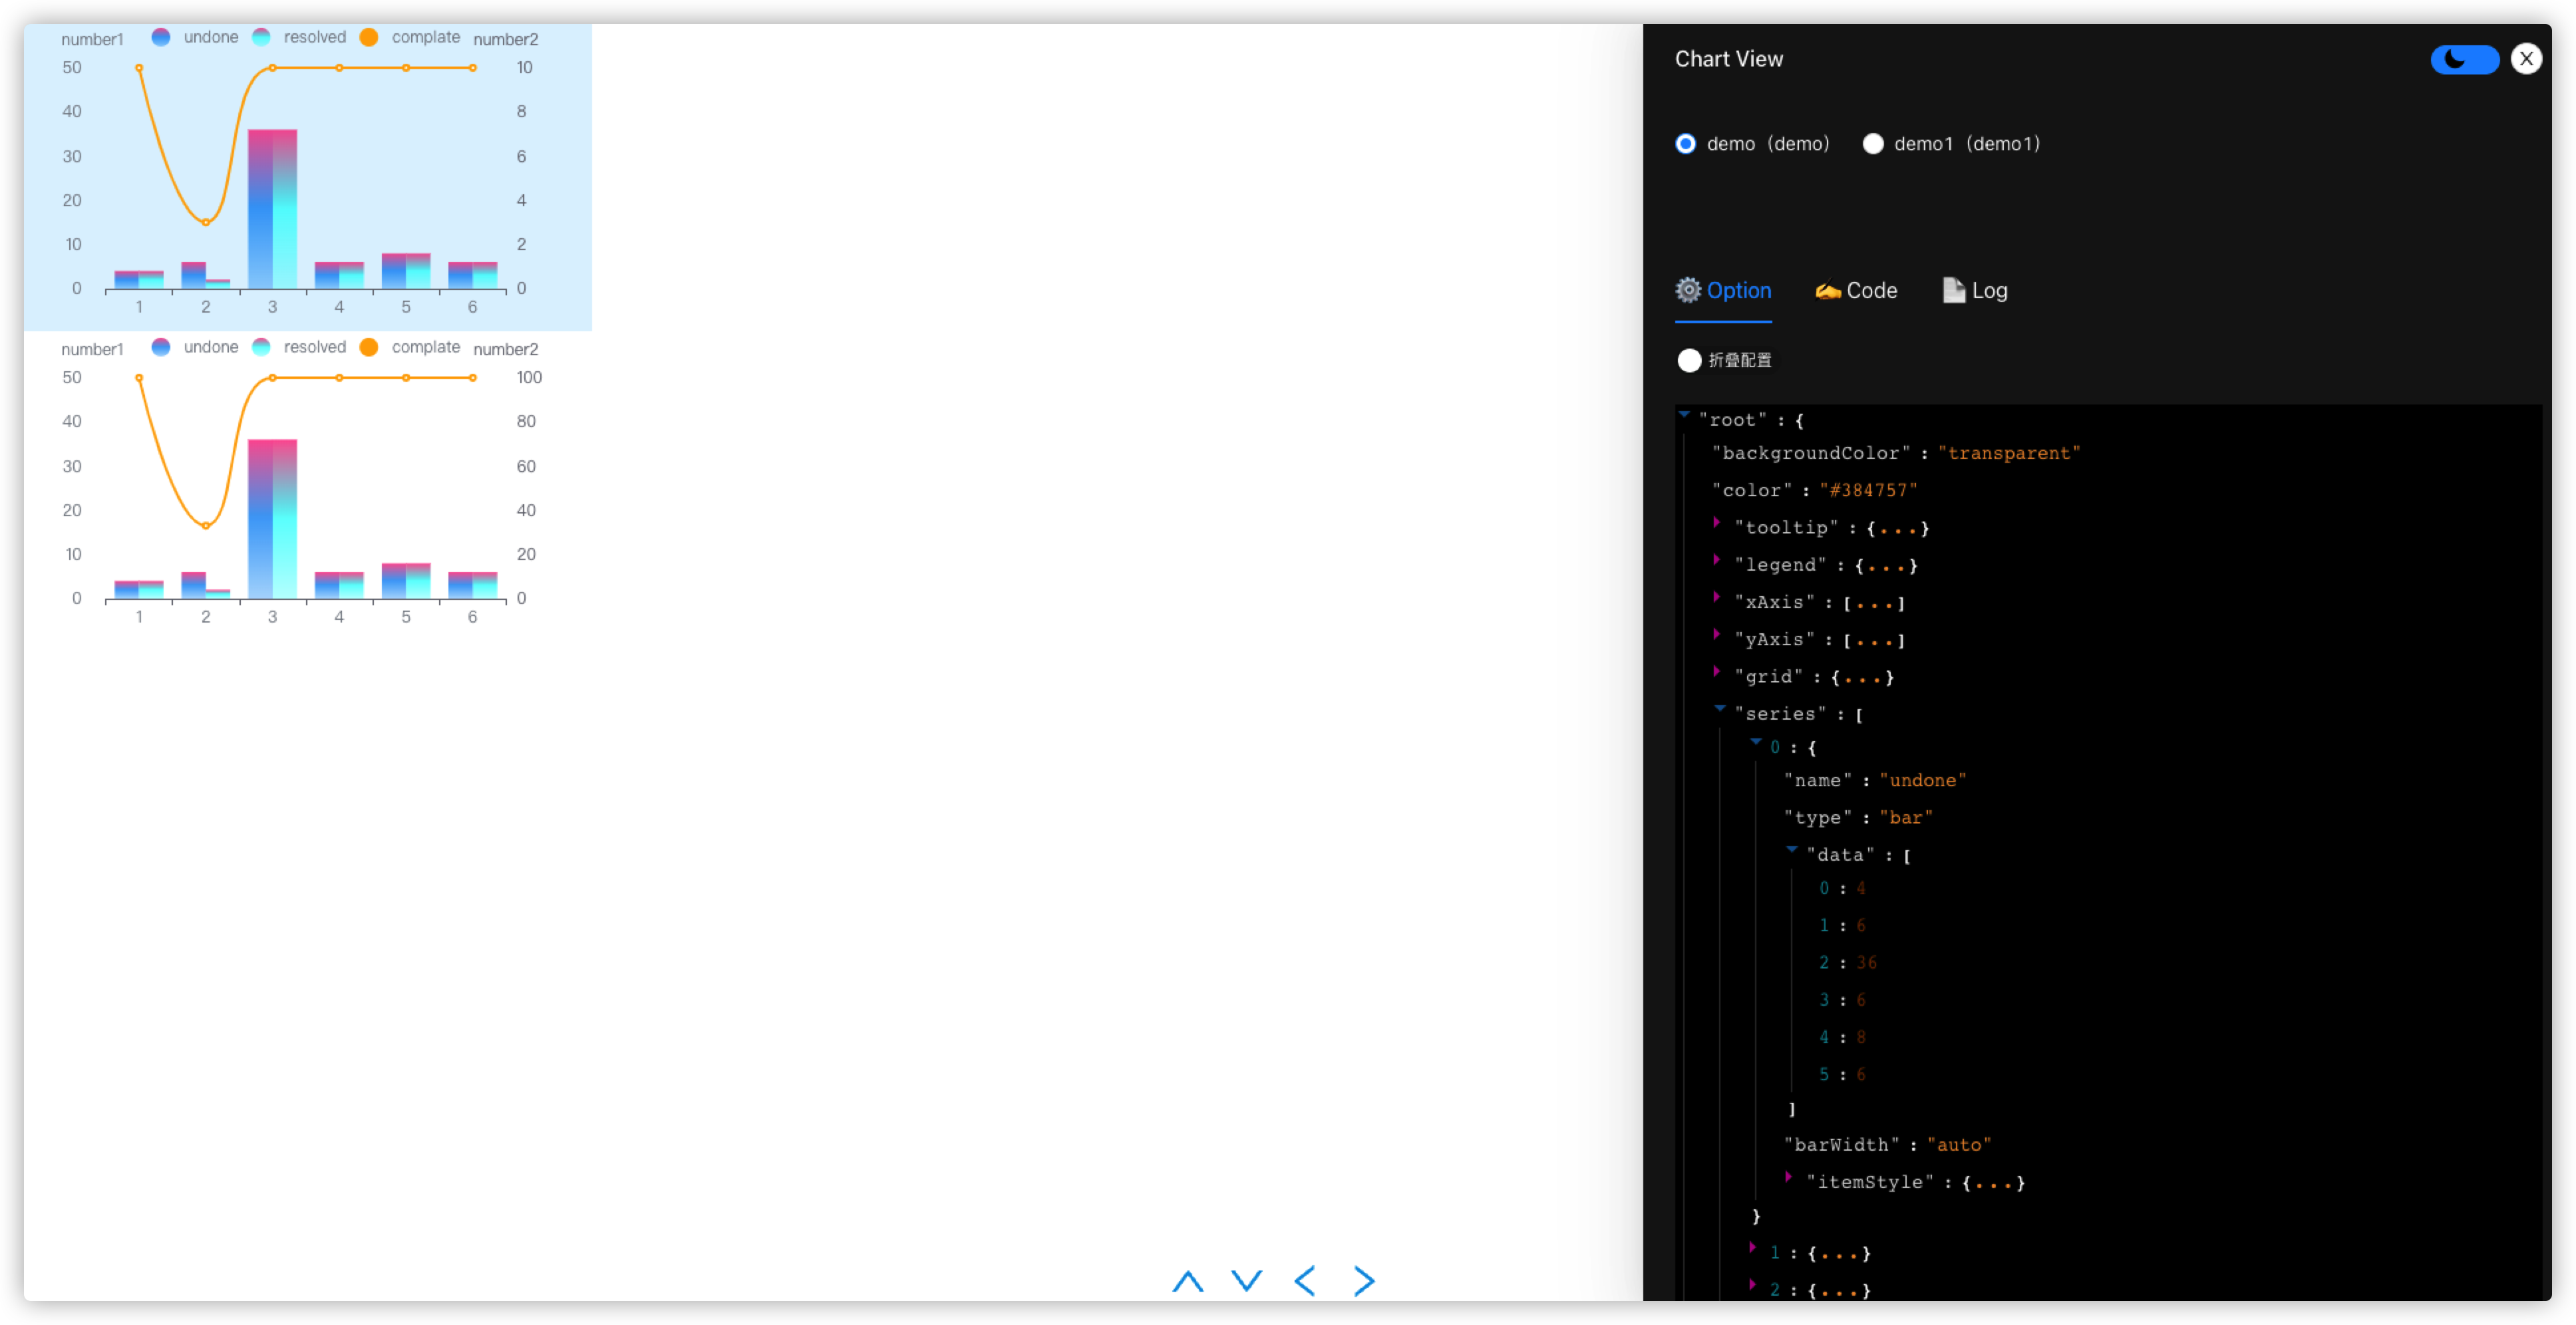 number1 undone resolved complate number2
50 10
40 8
30 6
20 4
10 2
0 0
1 2 3 4 5 6
number1 undone resolved complate number2
50 100
40 80
30 60
20 40
10 20
0 0
1 2 3 4 5 6
Chart View
X
demo（demo） demo1（demo1）
Option Code Log
折叠配置
"root" : {
"backgroundColor" : "transparent"
"color" : "#384757"
"tooltip" : {...}
"legend" : {...}
"xAxis" : [...]
"yAxis" : [...]
"grid" : {...}
"series" : [
0 : {
"name" : "undone"
"type" : "bar"
"data" : [
0 : 4
1 : 6
2 : 36
3 : 6
4 : 8
5 : 6
]
"barWidth" : "auto"
"itemStyle" : {...}
}
1 : {...}
2 : {...}